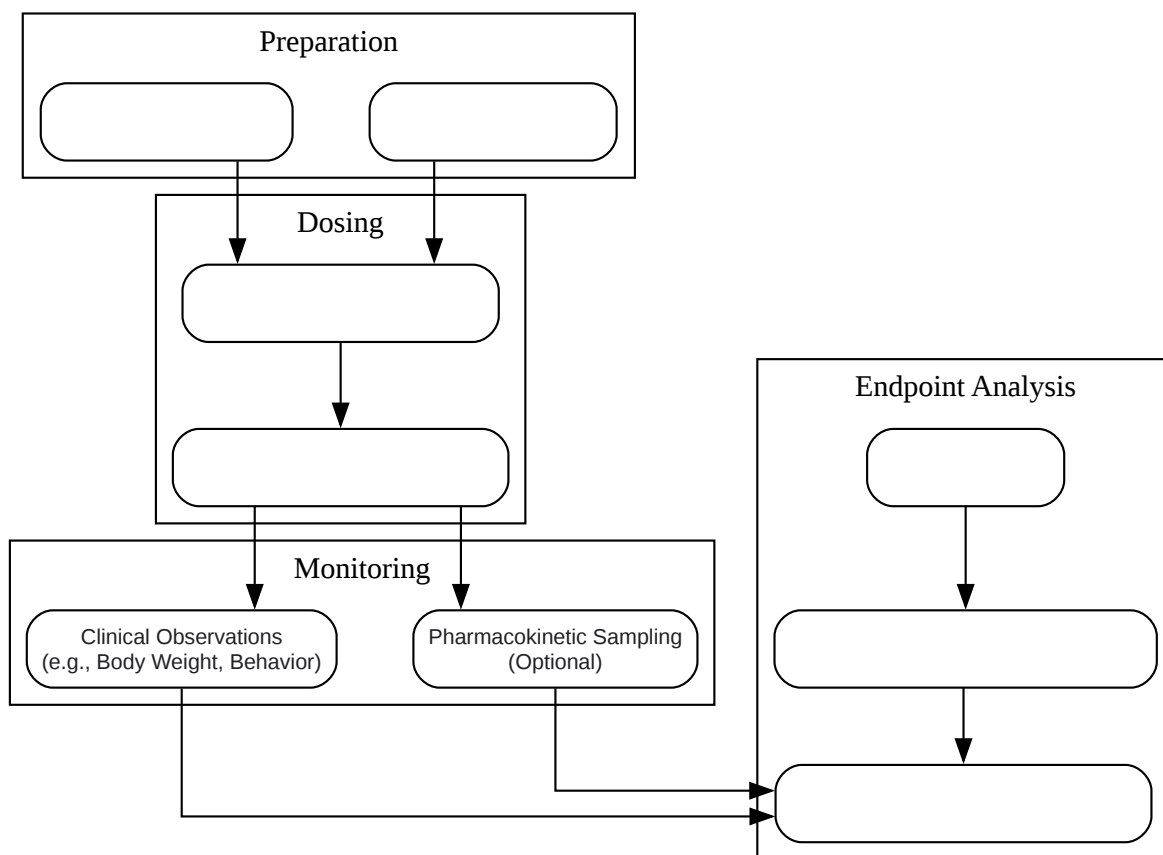 Preparation
Dosing
Endpoint Analysis
Monitoring
Clinical Observations
(e.g., Body Weight, Behavior)
Pharmacokinetic Sampling
(Optional)